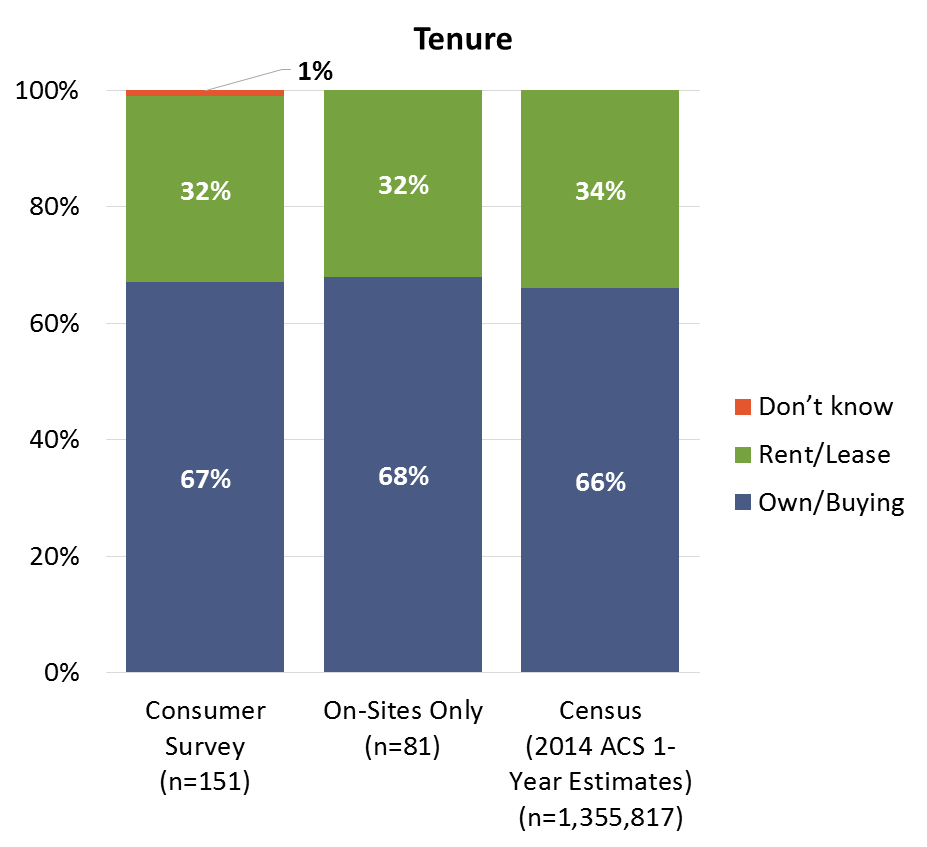 Tenure
1%
100%
80%
60%
40%
20%
0%
32%
32%
34%
67%
68%
66%
Don’t know
Rent/Lease
Own/Buying
Consumer
Survey
(n=151)
On-Sites Only
(n=81)
Census
(2014 ACS 1-
Year Estimates)
(n=1,355,817)